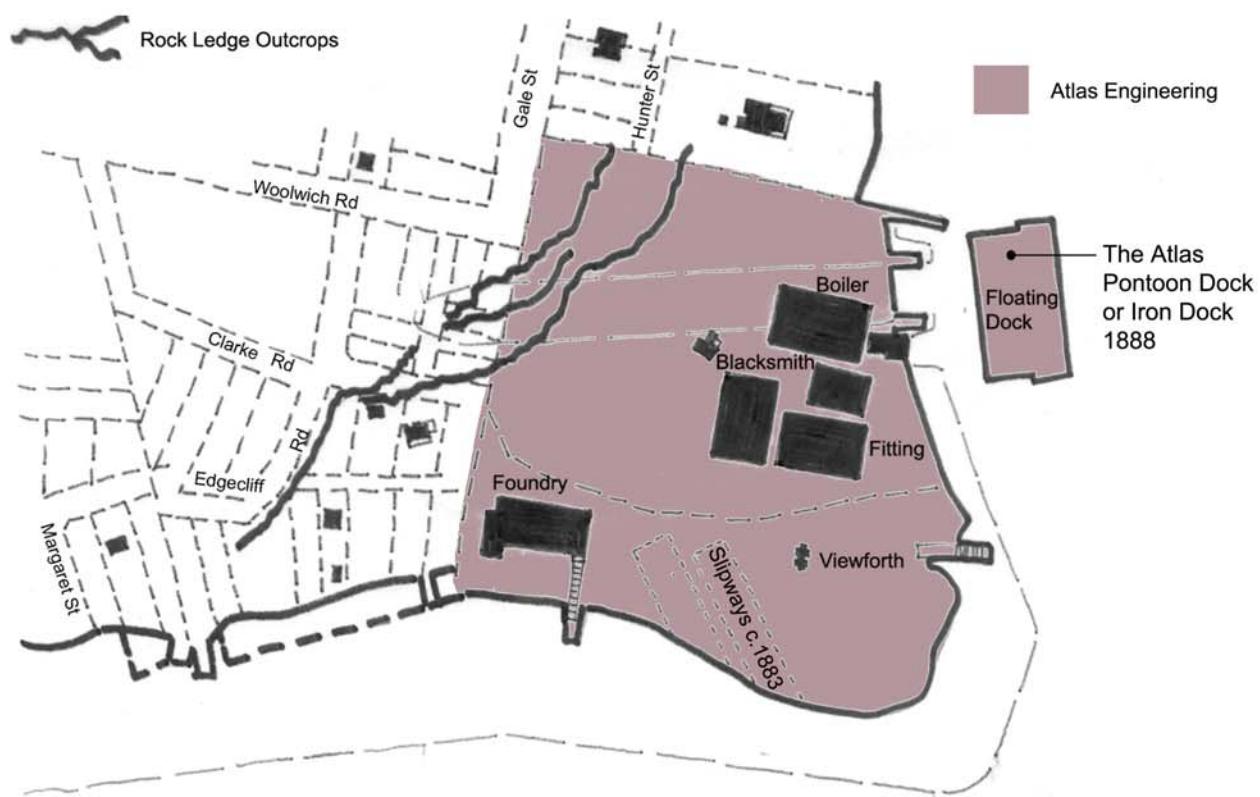 Rock Ledge Outcrops
Atlas Engineering
Gale St
Hunter St
Woolwich Rd
The Atlas
Pontoon Dock
or Iron Dock
1888
Floating
Dock
Boiler
Blacksmith
Clarke Rd
Fitting
Edgecliff Rd
Foundry
Margaret St
Viewforth
Slipways c.1883